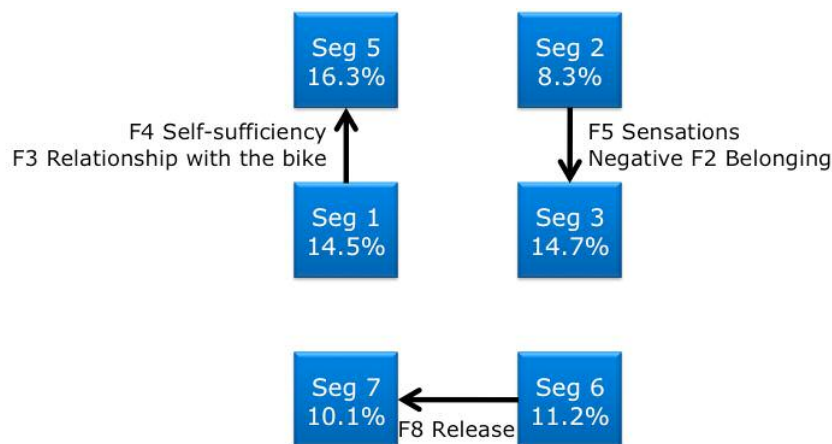 Seg 5
16.3%
Seg 2
8.3%
F4 Self-sufficiency
F3 Relationship with the bike
F5 Sensations
Negative F2 Belonging
Seg 1
14.5%
Seg 3
14.7%
Seg 7
10.1%
F8 Release
Seg 6
11.2%